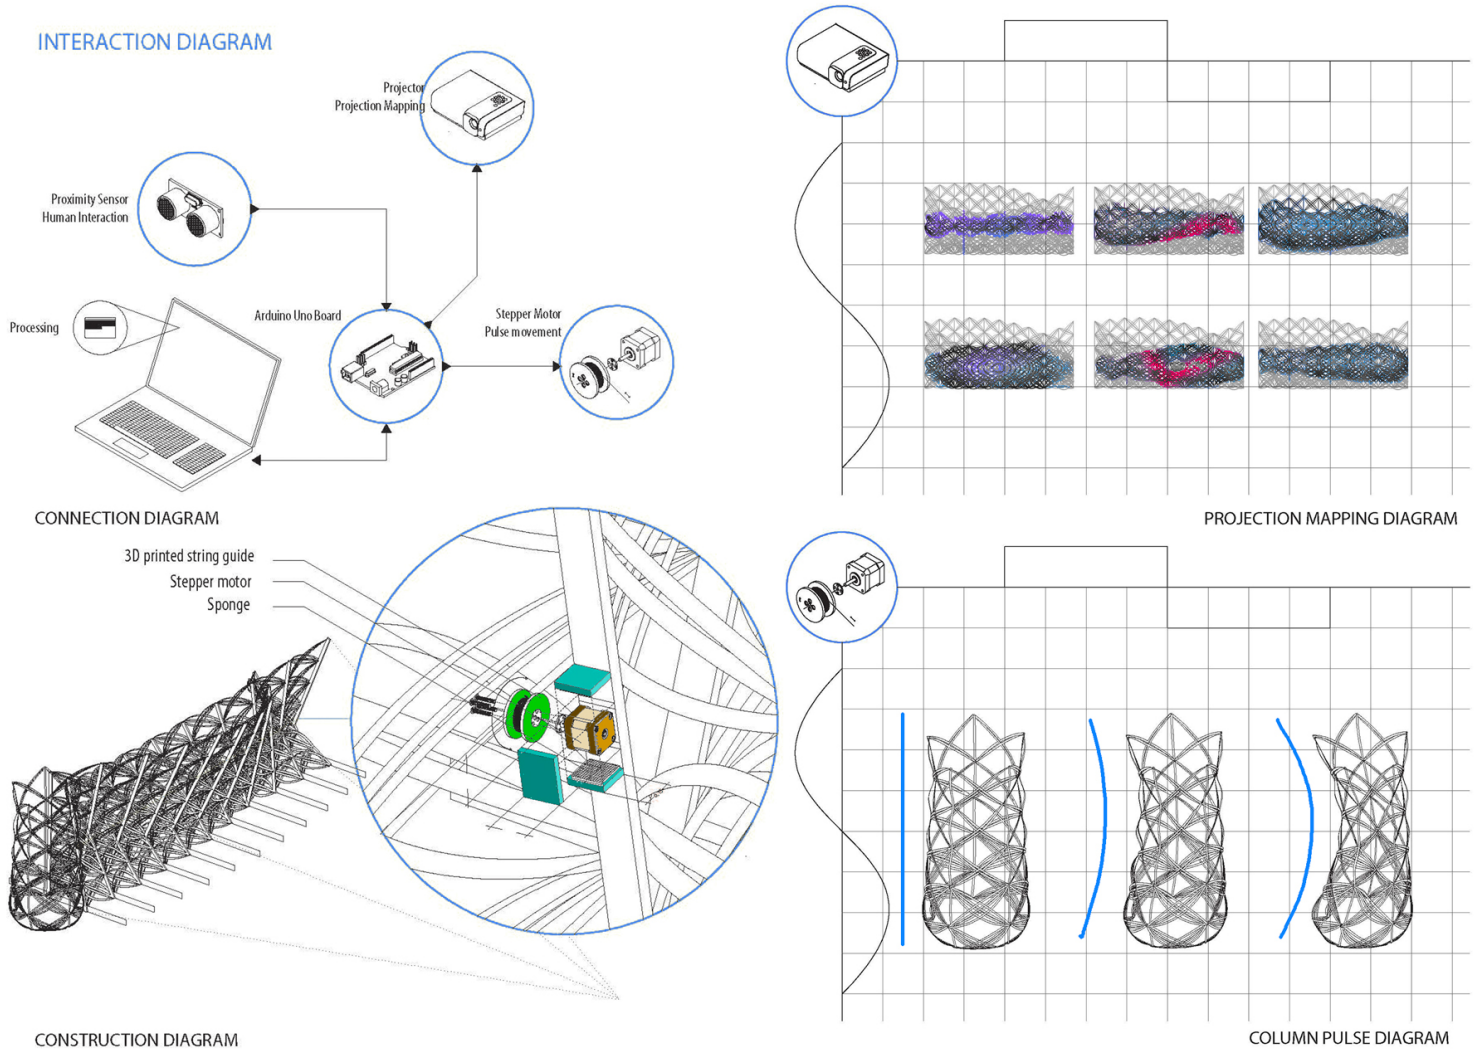 INTERACTION DIAGRAM
Projector
Projection Mapping
Proximity Sensor
Human Interaction
Processing
Arduino Uno Board
Stepper Motor
Pulse movement
CONNECTION DIAGRAM
PROJECTION MAPPING DIAGRAM
3D printed string guide
Stepper motor
Sponge
CONSTRUCTION DIAGRAM
COLUMN PULSE DIAGRAM